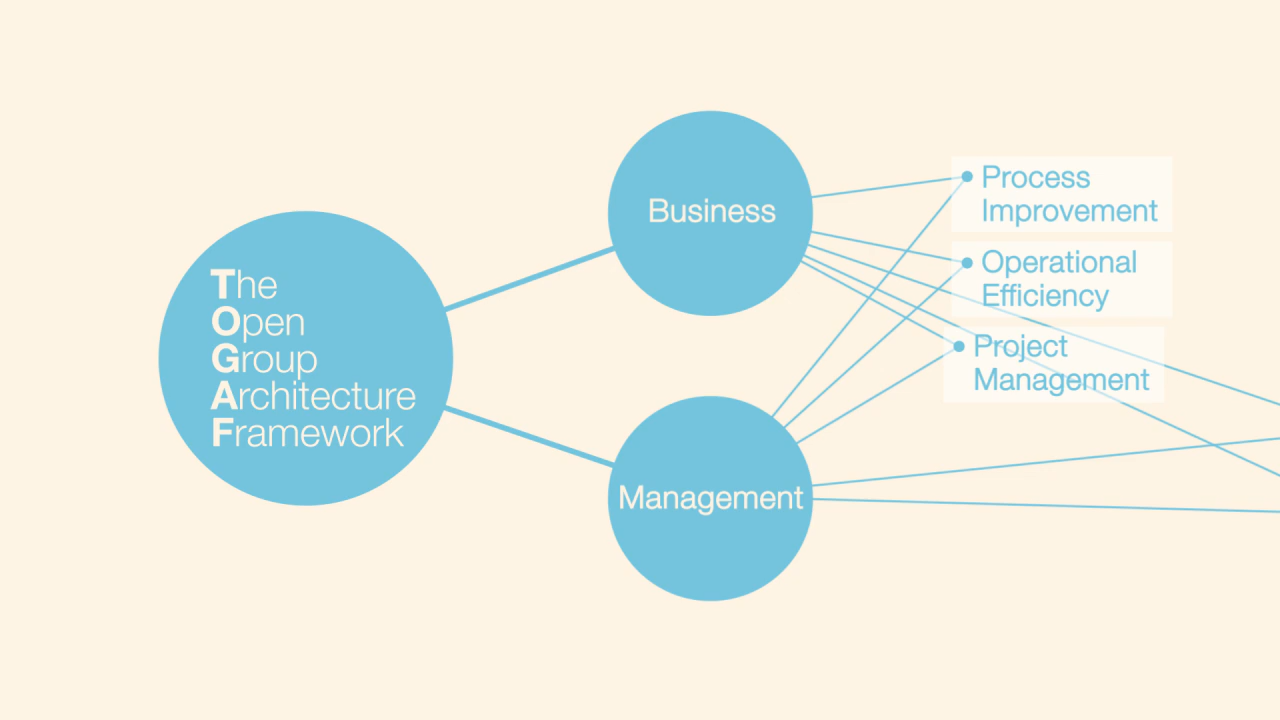 The
Open
Group
Architecture
Framework
Business
Management
Process
Improvement
Operational
Efficiency
Project
Management